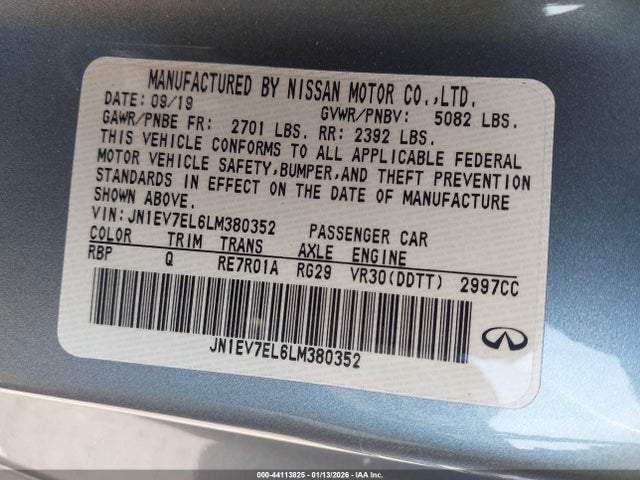 MANUFACTURED BY NISSAN MOTOR CO.,LTD.
DATE: 09/19 GVWR/PNBV: 5082 LBS.
GAWR/PNBE FR: 2701 LBS. RR: 2392 LBS.
THIS VEHICLE CONFORMS TO ALL APPLICABLE FEDERAL
MOTOR VEHICLE SAFETY,BUMPER,AND THEFT PREVENTION
STANDARDS IN EFFECT ON THE DATE OF MANUFACTURE
SHOWN ABOVE.
VIN:JN1EV7EL6LM380352 PASSENGER CAR
COLOR TRIM TRANS AXLE ENGINE
RBP Q RE7R01A RG29 VR30(DDTT) 2997CC
JN1EV7EL6LM380352
INFINITI
000-44113825 - 01/13/2026 - IAA Inc.